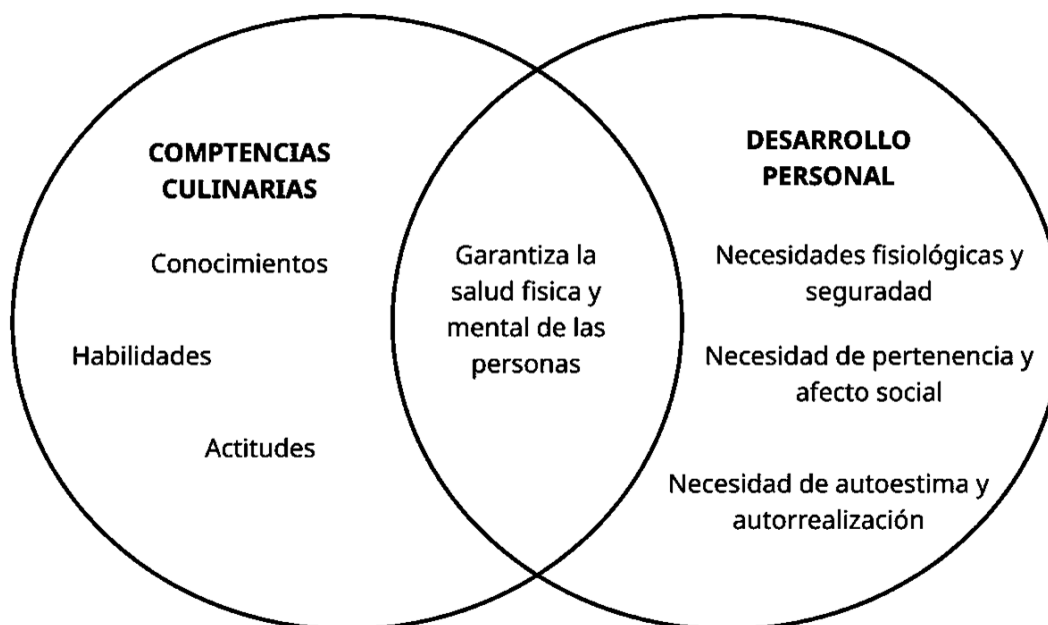 COMPTENCIAS
CULINARIAS
Conocimientos
Habilidades
Actitudes
Garantiza la
salud fisica y
mental de las
personas
DESARROLLO
PERSONAL
Necesidades fisiológicas y
seguradad
Necesidad de pertenencia y
afecto social
Necesidad de autoestima y
autorrealización